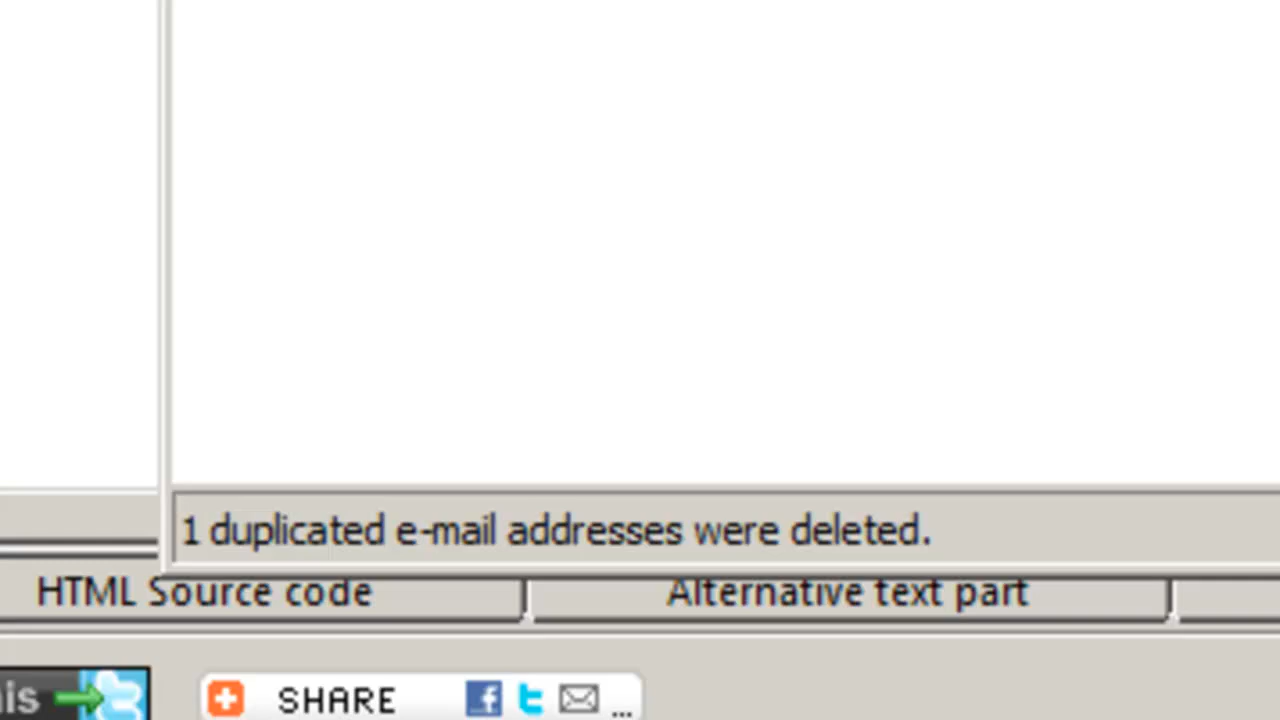 1 duplicated e-mail addresses were deleted.
HTML Source code
Alternative text part
SHARE
...